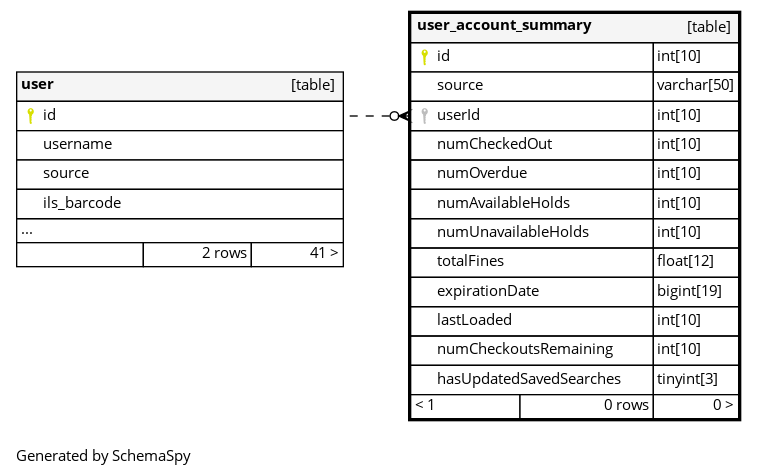 user [table]
id
username
source
ils_barcode
...
2 rows 41 >
user_account_summary [table]
id int[10]
source varchar[50]
userId int[10]
numCheckedOut int[10]
numOverdue int[10]
numAvailableHolds int[10]
numUnavailableHolds int[10]
totalFines float[12]
expirationDate bigint[19]
lastLoaded int[10]
numCheckoutsRemaining int[10]
hasUpdatedSavedSearches tinyint[3]
< 1 0 rows 0 >
Generated by SchemaSpy